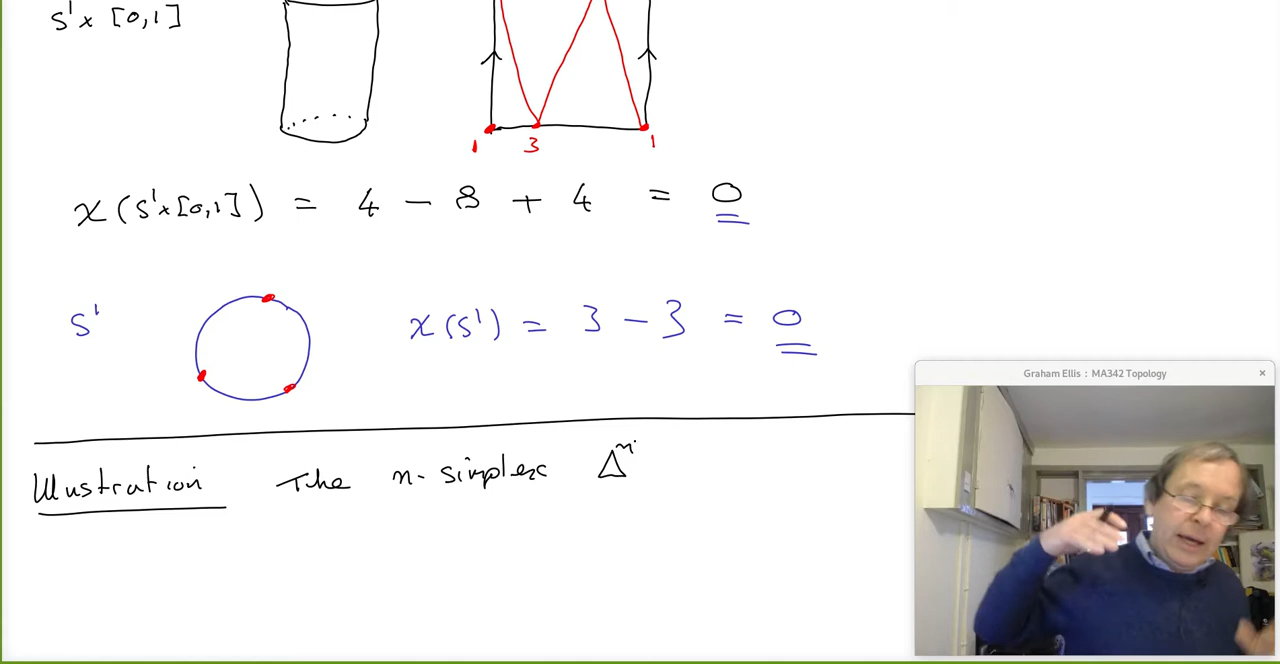 S¹ x [0,1]
1 3 1
χ(S¹x[0,1]) = 4 - 8 + 4 = 0
S¹ χ(S¹) = 3 - 3 = 0
Graham Ellis : MA342 Topology ×
Illustration The n-simplex Δⁿ